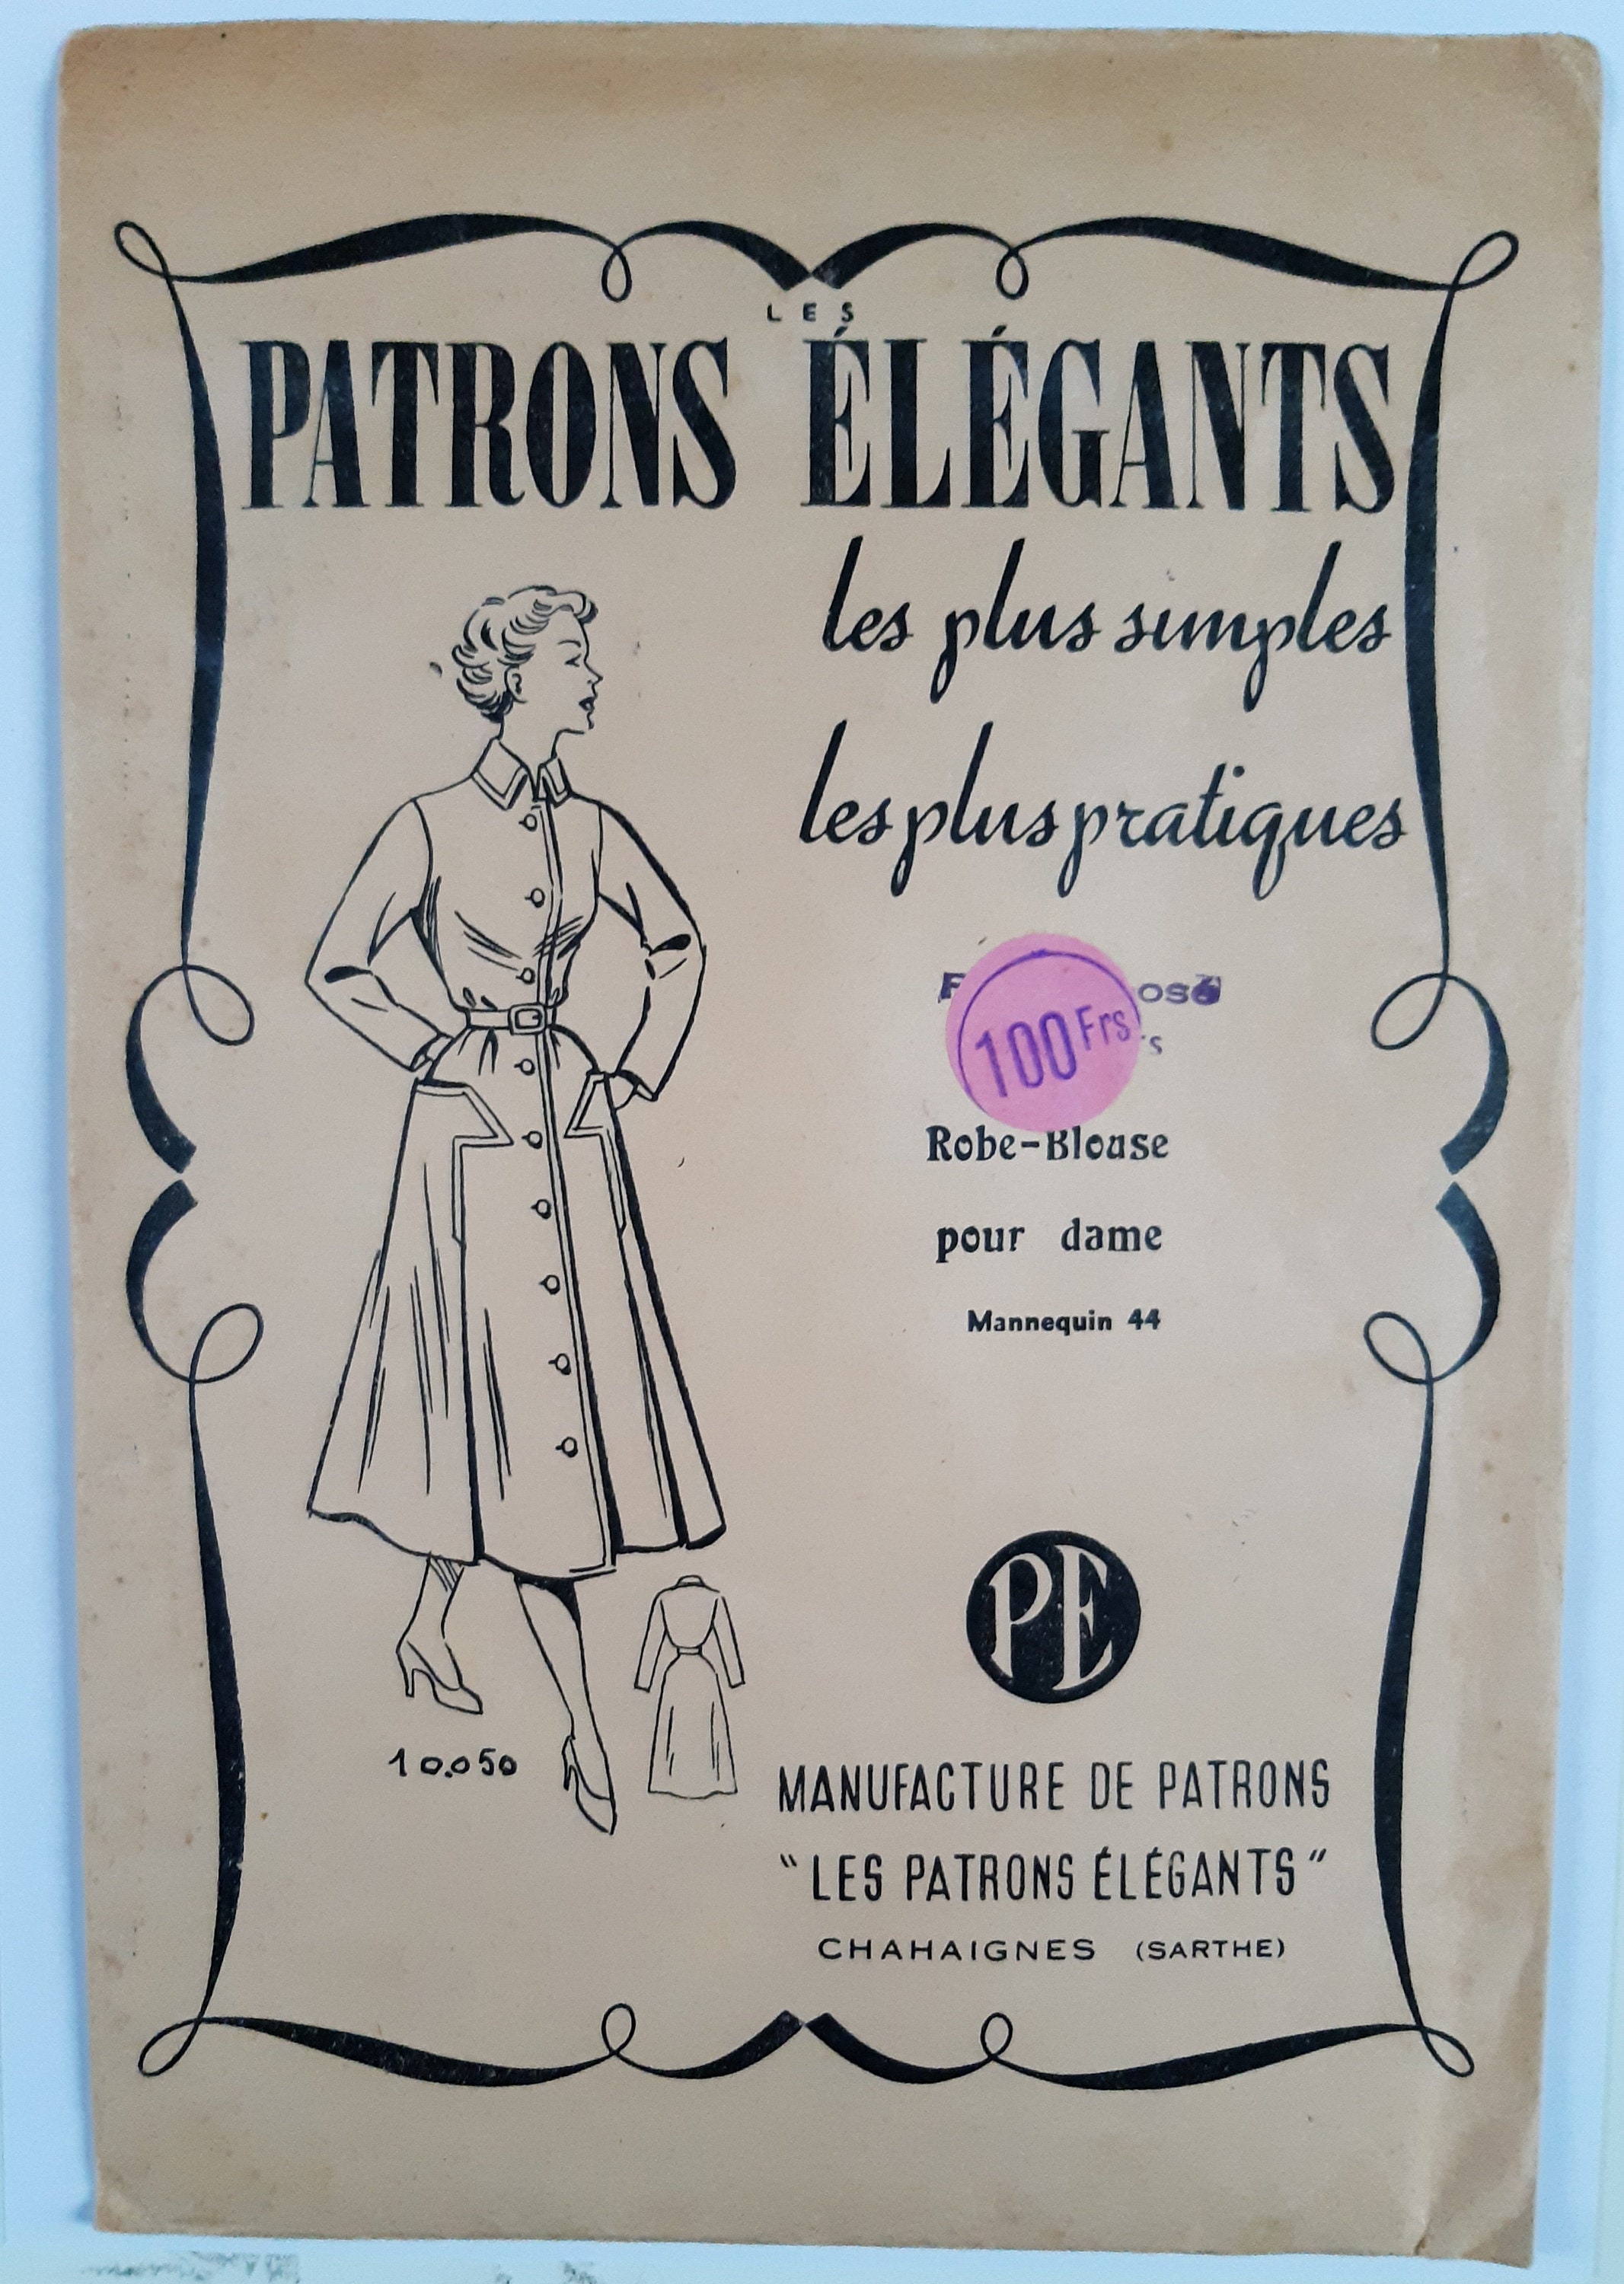 LES
PATRONS ÉLÉGANTS
les plus simples
les plus pratiques
100 Frs
Robe-Blouse
pour dame
Mannequin 44
PE
10.050
MANUFACTURE DE PATRONS
"LES PATRONS ÉLÉGANTS"
CHAHAIGNES (SARTHE)